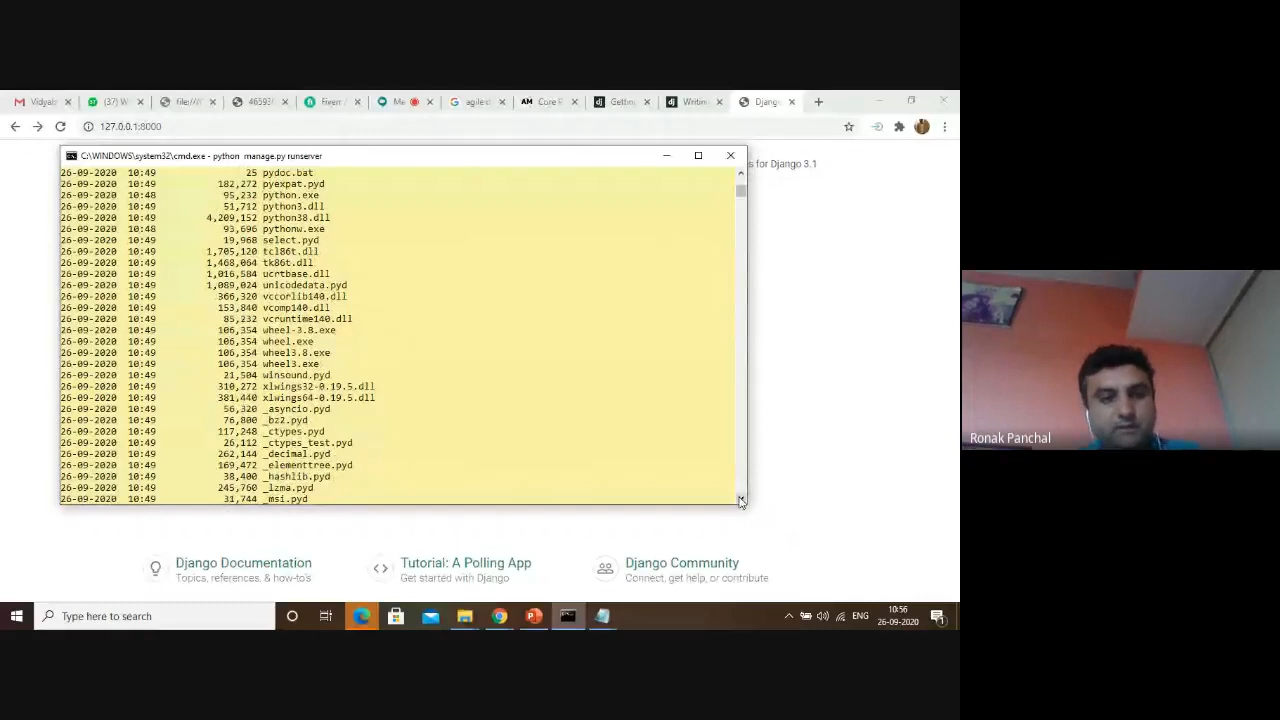 Vidyala
(37) W
file:///
46593
Fiverr /
Me
agile d
Core P
Gettin
Writin
Djang
127.0.0.1:8000
s for Django 3.1
C:\WINDOWS\system32\cmd.exe - python manage.py runserver
26-09-2020 10:49 25 pydoc.bat
26-09-2020 10:49 182,272 pyexpat.pyd
26-09-2020 10:48 95,232 python.exe
26-09-2020 10:49 51,712 python3.dll
26-09-2020 10:49 4,209,152 python38.dll
26-09-2020 10:48 93,696 pythonw.exe
26-09-2020 10:49 19,968 select.pyd
26-09-2020 10:49 1,705,120 tcl86t.dll
26-09-2020 10:49 1,468,064 tk86t.dll
26-09-2020 10:49 1,016,584 ucrtbase.dll
26-09-2020 10:49 1,089,024 unicodedata.pyd
26-09-2020 10:49 366,320 vccorlib140.dll
26-09-2020 10:49 153,840 vcomp140.dll
26-09-2020 10:49 85,232 vcruntime140.dll
26-09-2020 10:49 106,354 wheel-3.8.exe
26-09-2020 10:49 106,354 wheel.exe
26-09-2020 10:49 106,354 wheel3.8.exe
26-09-2020 10:49 106,354 wheel3.exe
26-09-2020 10:49 21,504 winsound.pyd
26-09-2020 10:49 310,272 xlwings32-0.19.5.dll
26-09-2020 10:49 381,440 xlwings64-0.19.5.dll
26-09-2020 10:49 56,320 _asyncio.pyd
26-09-2020 10:49 76,800 _bz2.pyd
26-09-2020 10:49 117,248 _ctypes.pyd
26-09-2020 10:49 26,112 _ctypes_test.pyd
26-09-2020 10:49 262,144 _decimal.pyd
26-09-2020 10:49 169,472 _elementtree.pyd
26-09-2020 10:49 38,400 _hashlib.pyd
26-09-2020 10:49 245,760 _lzma.pyd
26-09-2020 10:49 31,744 _msi.pyd
Django Documentation
Topics, references, & how-to's
Tutorial: A Polling App
Get started with Django
Django Community
Connect, get help, or contribute
Type here to search
ENG
10:56
26-09-2020
Ronak Panchal